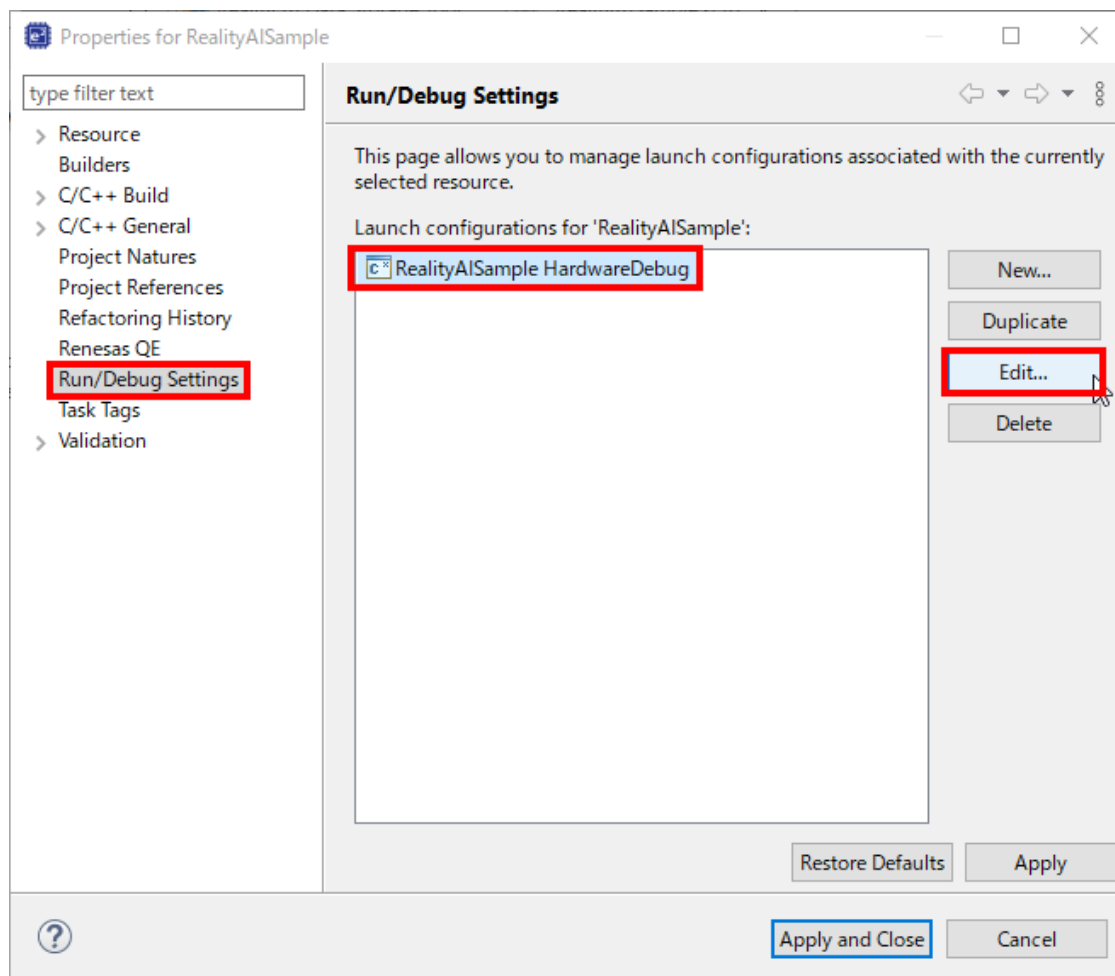 Properties for RealityAISample
type filter text
Resource
Builders
C/C++ Build
C/C++ General
Project Natures
Project References
Refactoring History
Renesas QE
Run/Debug Settings
Task Tags
Validation
Run/Debug Settings
This page allows you to manage launch configurations associated with the currently
selected resource.
Launch configurations for 'RealityAISample':
RealityAISample HardwareDebug
New...
Duplicate
Edit...
Delete
Restore Defaults
Apply
Apply and Close
Cancel